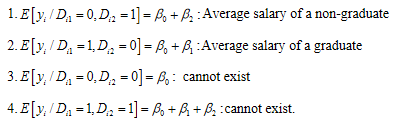 1. E[y_i / D_i1 = 0, D_i2 = 1] = β_0 + β_2 : Average salary of a non-graduate
2. E[y_i / D_i1 = 1, D_i2 = 0] = β_0 + β_1 : Average salary of a graduate
3. E[y_i / D_i1 = 0, D_i2 = 0] = β_0 : cannot exist
4. E[y_i / D_i1 = 1, D_i2 = 1] = β_0 + β_1 + β_2 : cannot exist.